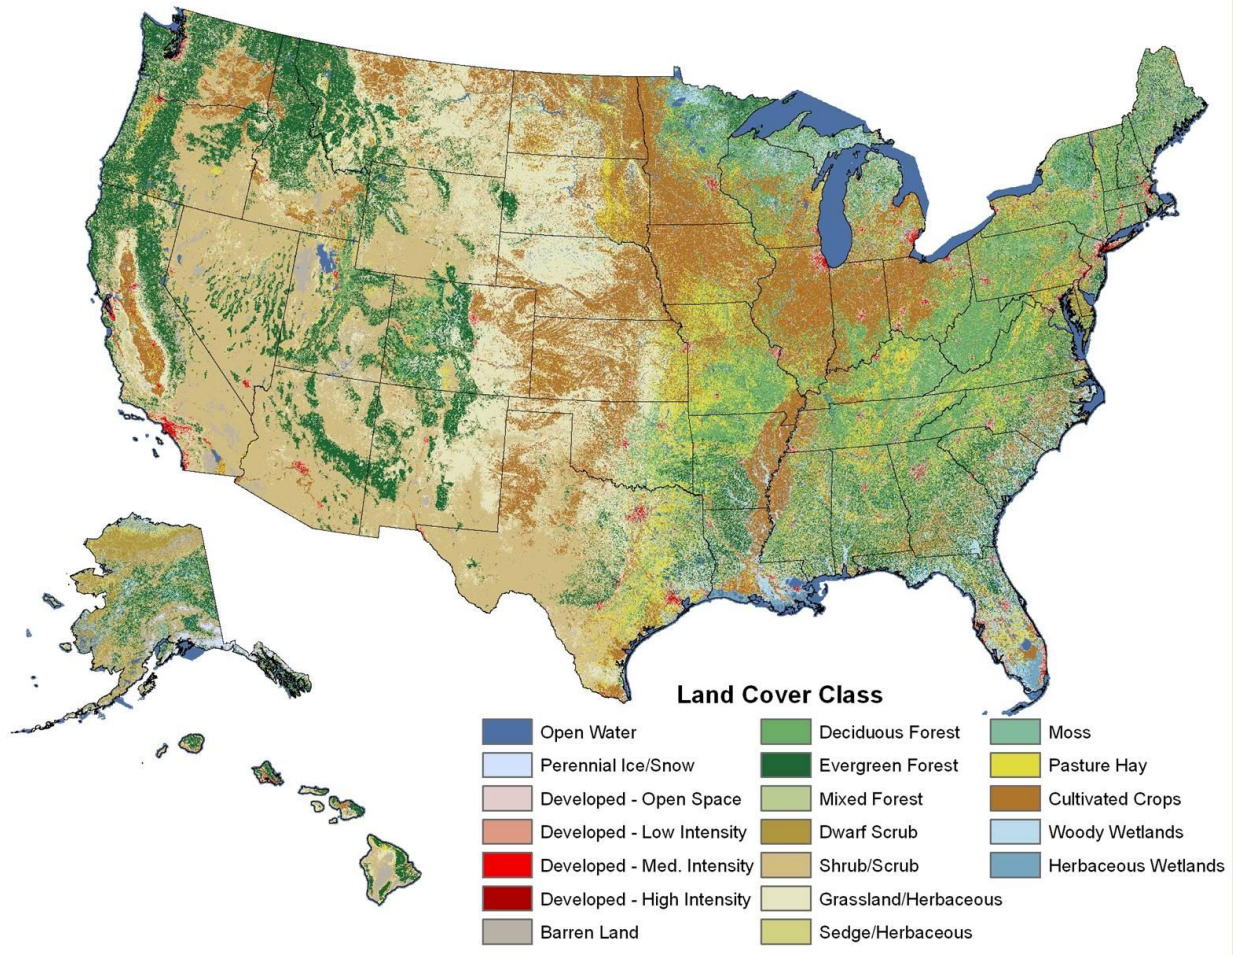 Land Cover Class
Open Water
Perennial Ice/Snow
Developed - Open Space
Developed - Low Intensity
Developed - Med. Intensity
Developed - High Intensity
Barren Land
Deciduous Forest
Evergreen Forest
Mixed Forest
Dwarf Scrub
Shrub/Scrub
Grassland/Herbaceous
Sedge/Herbaceous
Moss
Pasture Hay
Cultivated Crops
Woody Wetlands
Herbaceous Wetlands